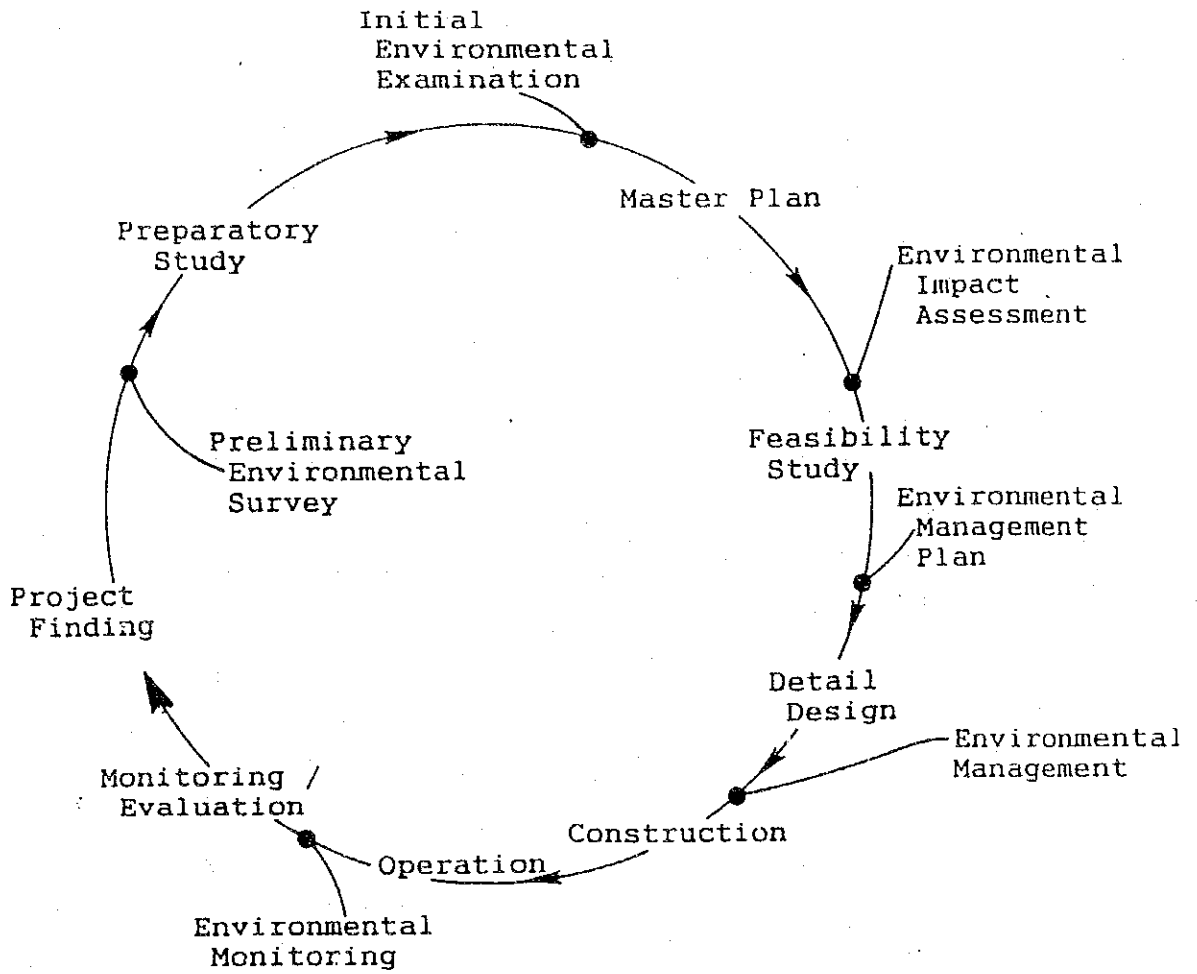 Initial
Environmental
Examination
Master Plan
Preparatory
Study
Environmental
Impact
Assessment
Preliminary
Environmental
Survey
Feasibility
Study
Environmental
Management
Plan
Project
Finding
Detail
Design
Environmental
Management
Monitoring /
Evaluation
Construction
Operation
Environmental
Monitoring